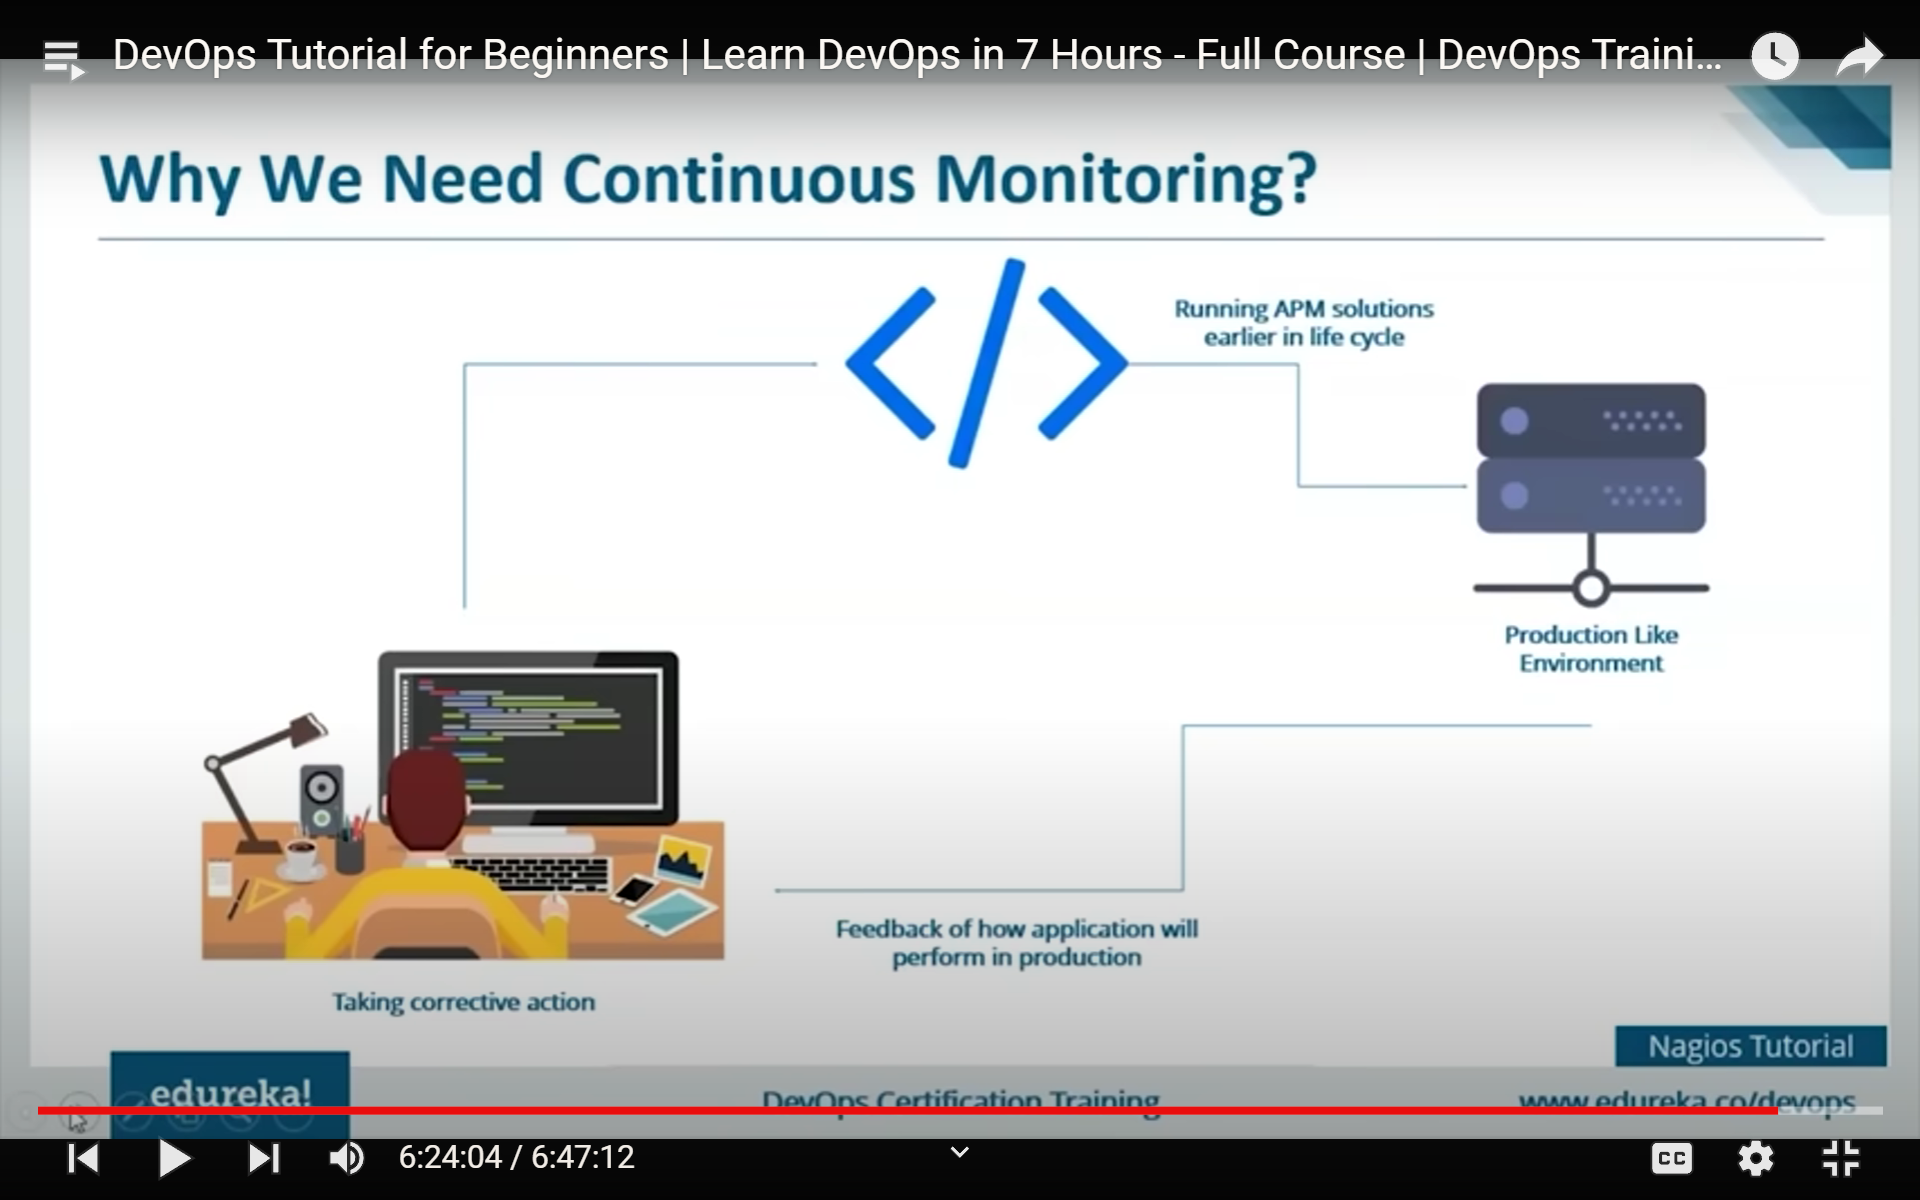 DevOps Tutorial for Beginners | Learn DevOps in 7 Hours - Full Course | DevOps Traini...
Why We Need Continuous Monitoring?
Running APM solutions
earlier in life cycle
Production Like
Environment
Feedback of how application will
perform in production
Taking corrective action
Nagios Tutorial
edureka!
DevOps Certification Training
www.edureka.co/devops
6:24:04 / 6:47:12
CC